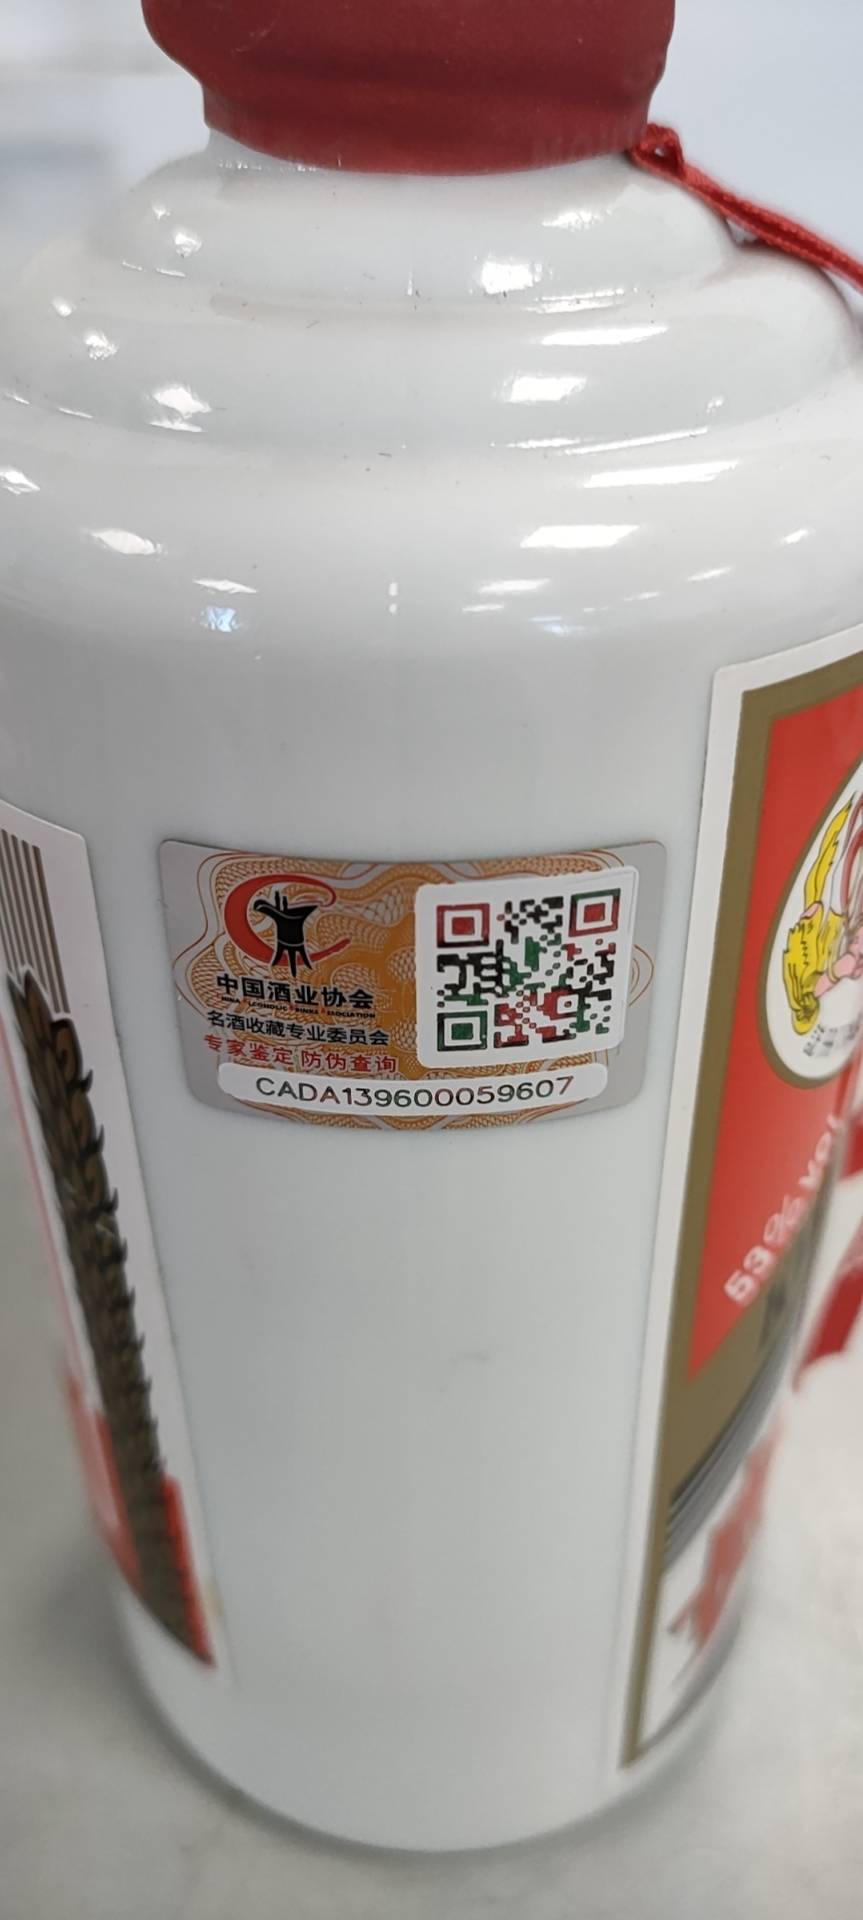 中国酒业协会
名酒收藏专业委员会
专家鉴定 防伪查询
CADA139600059607
53% vol